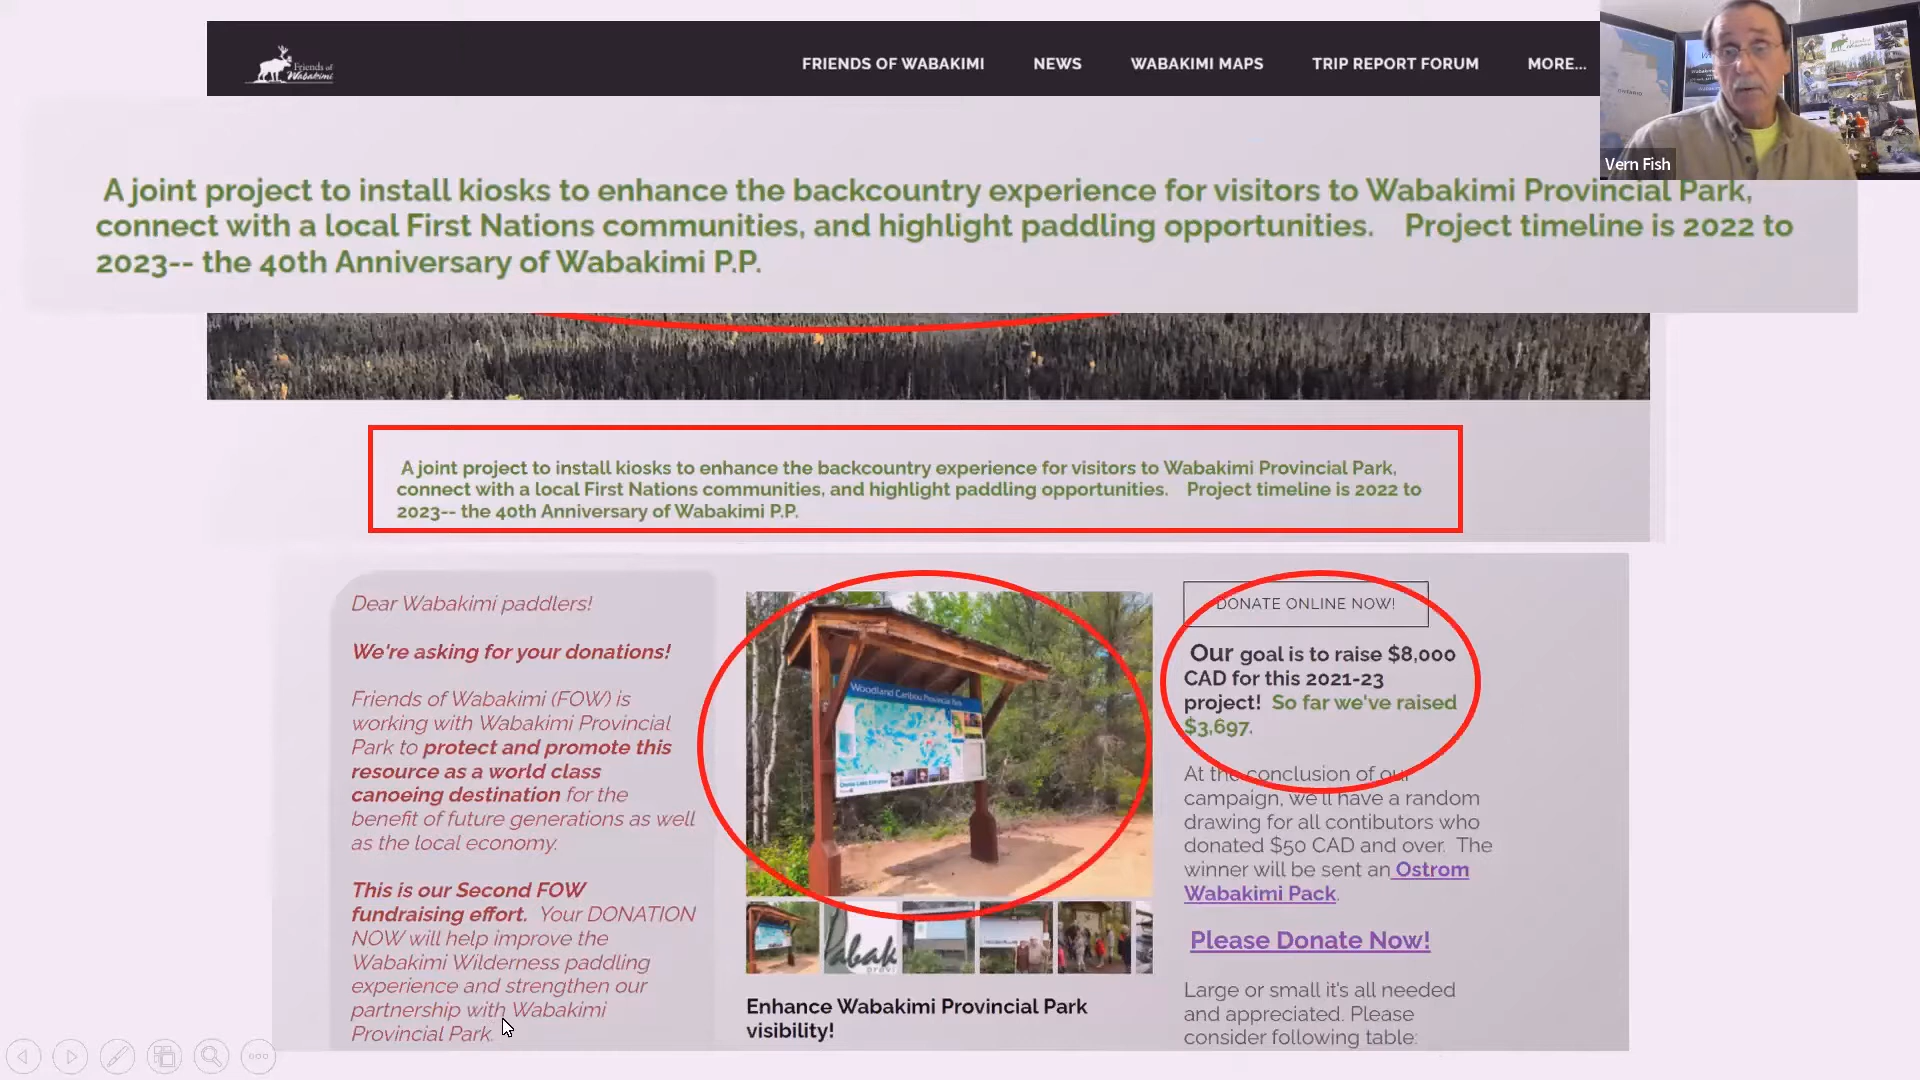 Friends of
Wabakimi
FRIENDS OF WABAKIMI
NEWS
WABAKIMI MAPS
TRIP REPORT FORUM
MORE...
Vern Fish
A joint project to install kiosks to enhance the backcountry experience for visitors to Wabakimi Provincial Park,
connect with a local First Nations communities, and highlight paddling opportunities. Project timeline is 2022 to
2023-- the 40th Anniversary of Wabakimi P.P.
A joint project to install kiosks to enhance the backcountry experience for visitors to Wabakimi Provincial Park,
connect with a local First Nations communities, and highlight paddling opportunities. Project timeline is 2022 to
2023-- the 40th Anniversary of Wabakimi P.P.
Dear Wabakimi paddlers!
We're asking for your donations!
Friends of Wabakimi (FOW) is
working with Wabakimi Provincial
Park to protect and promote this
resource as a world class
canoeing destination for the
benefit of future generations as well
as the local economy.
This is our Second FOW
fundraising effort. Your DONATION
NOW will help improve the
Wabakimi Wilderness paddling
experience and strengthen our
partnership with Wabakimi
Provincial Park.
Woodland Caribou Provincial Park
Enhance Wabakimi Provincial Park
visibility!
DONATE ONLINE NOW!
Our goal is to raise $8,000
CAD for this 2021-23
project! So far we've raised
$3,697.
At the conclusion of our
campaign, we'll have a random
drawing for all contibutors who
donated $50 CAD and over. The
winner will be sent an Ostrom
Wabakimi Pack.
Please Donate Now!
Large or small it's all needed
and appreciated. Please
consider following table: